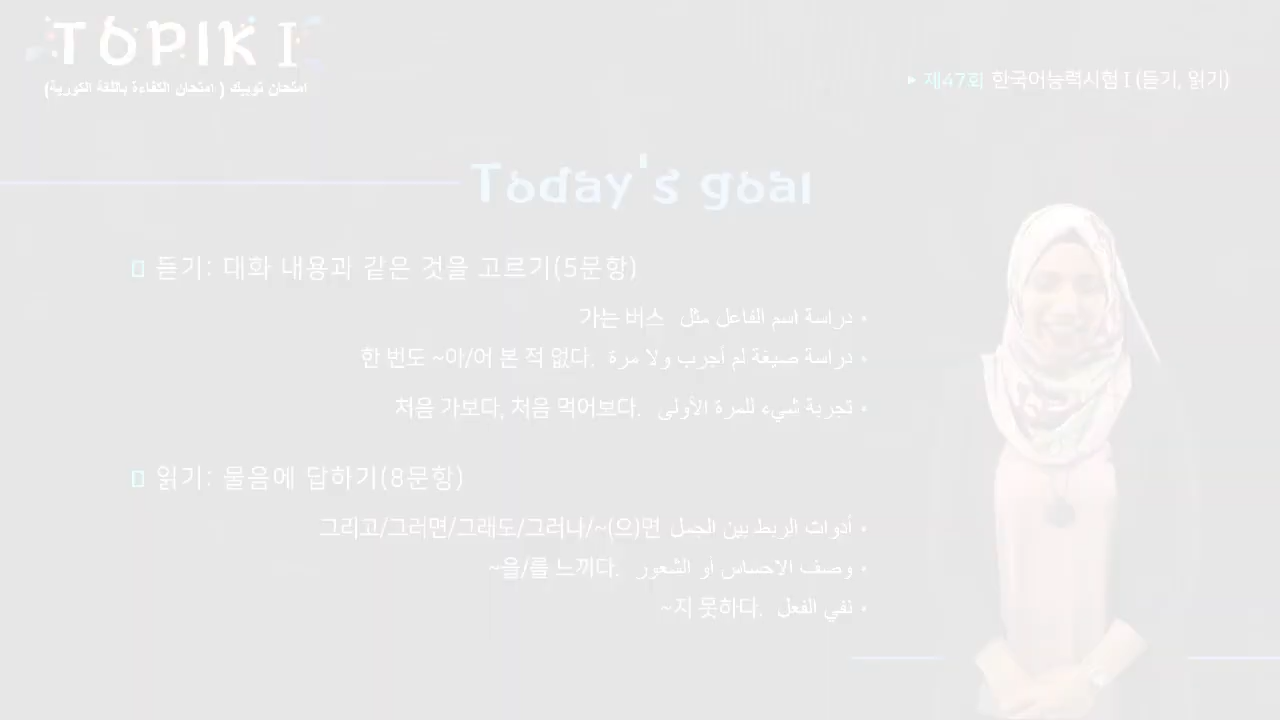 TOPIK I
امتحان توبيك ( امتحان الكفاءة باللغة الكورية)
▸ 제47회 한국어능력시험 I (듣기, 읽기)
Today's goal
듣기: 대화 내용과 같은 것을 고르기(5문항)
• دراسة اسم الفاعل مثل 가는 버스
• دراسة صيغة لم أجرب ولا مرة 한 번도 ~아/어 본 적 없다.
• تجربة شيء للمرة الأولى 처음 가보다, 처음 먹어보다.
읽기: 물음에 답하기(8문항)
• أدوات الربط بين الجمل 그리고/그러면/그래도/그러나/~(으)면
• وصف الاحساس أو الشعور ~을/를 느끼다.
• نفي الفعل ~지 못하다.